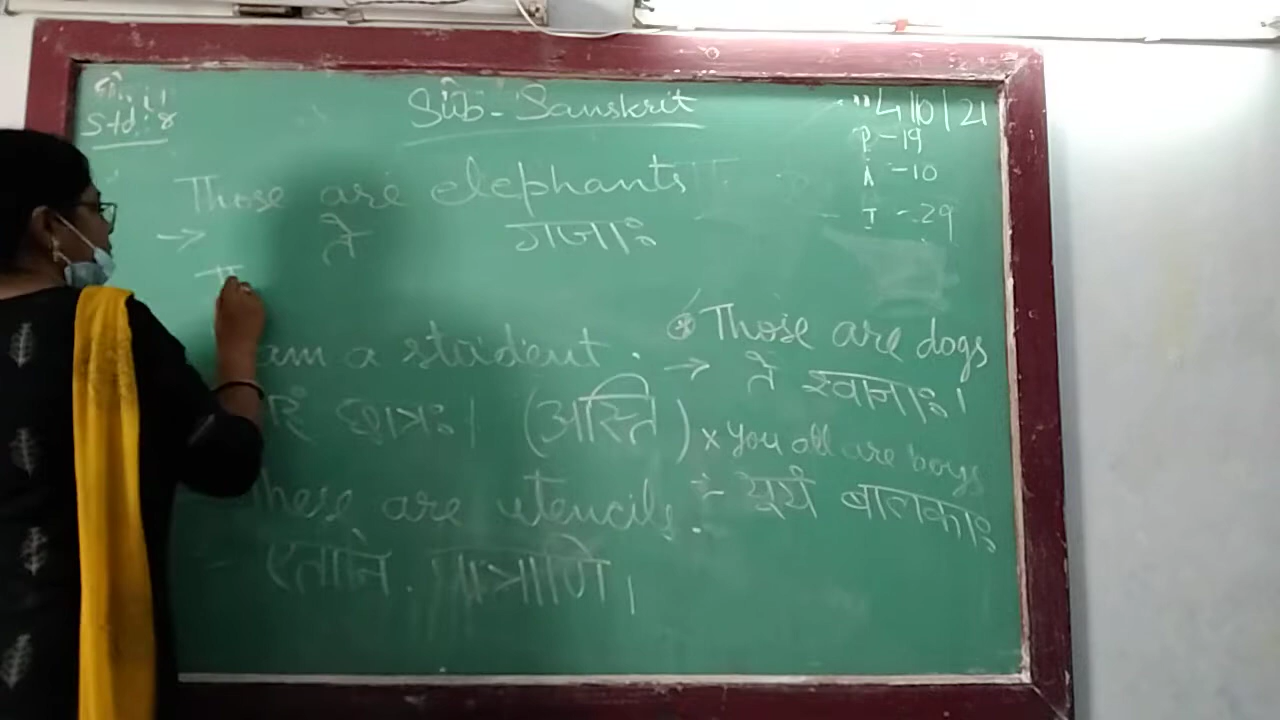 Std : 8
Sub - Sanskrit
4/10/21
P - 19
A - 10
T - 29
Those are elephants
→ ते गजाः
am a student.
हं छात्रः। (अस्ति)
These are utencils.
एतानि पात्राणि।
Those are dogs
→ ते श्वानाः।
x You all are boys
यूयं बालकाः